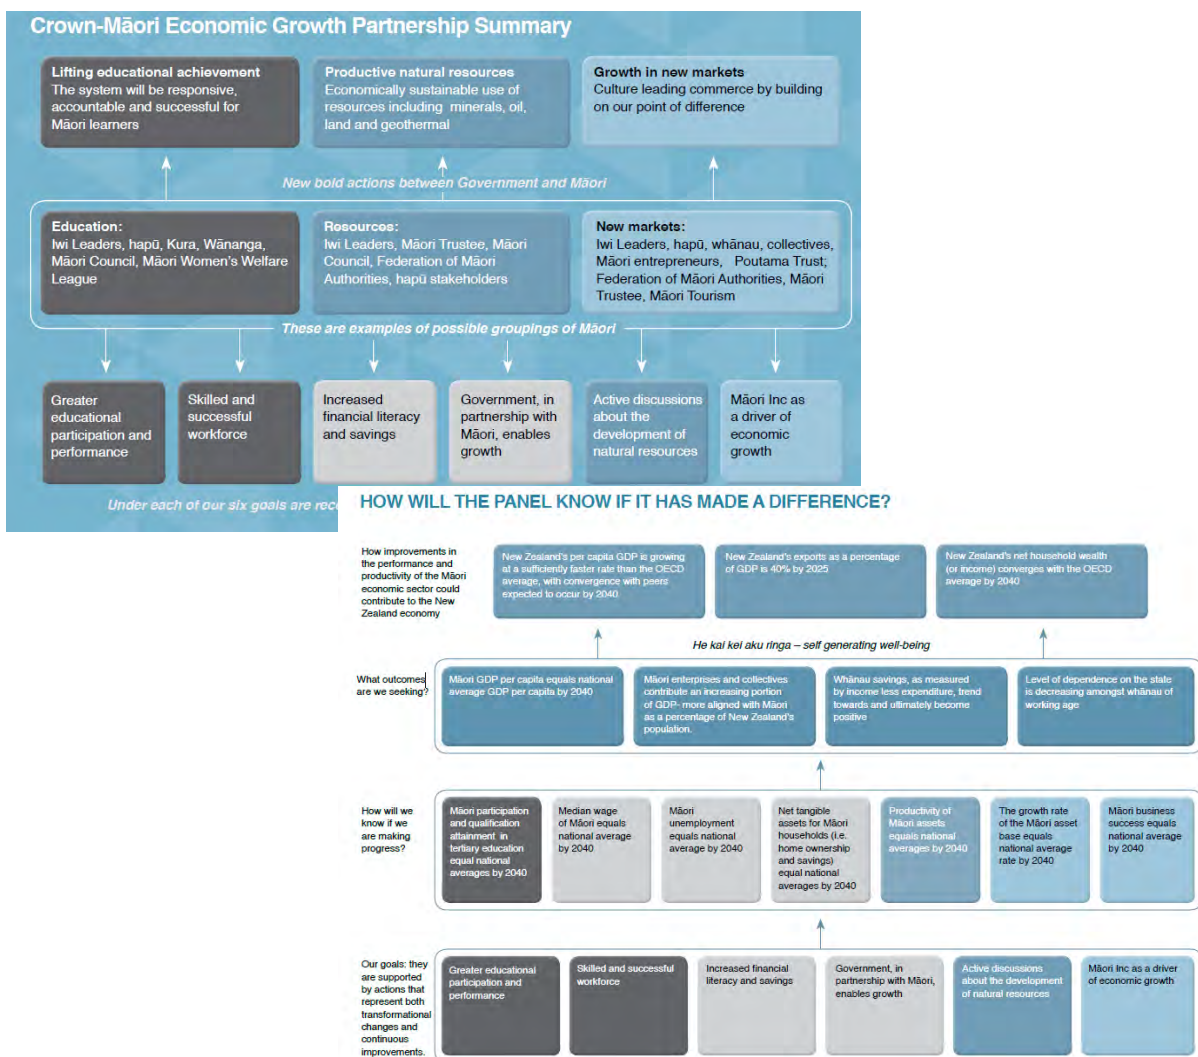 Crown-Māori Economic Growth Partnership Summary
Lifting educational achievement
The system will be responsive,
accountable and successful for
Māori learners
Productive natural resources
Economically sustainable use of
resources including minerals, oil,
land and geothermal
Growth in new markets
Culture leading commerce by building
on our point of difference
New bold actions between Government and Māori
Education:
Iwi Leaders, hapū, Kura, Wānanga,
Māori Council, Māori Women's Welfare
League
Resources:
Iwi Leaders, Māori Trustee, Māori
Council, Federation of Māori
Authorities, hapū stakeholders
New markets:
Iwi Leaders, hapū, whānau, collectives,
Māori entrepreneurs, Poutama Trust;
Federation of Māori Authorities, Māori
Trustee, Māori Tourism
These are examples of possible groupings of Māori
Greater
educational
participation and
performance
Skilled and
successful
workforce
Increased
financial literacy
and savings
Government, in
partnership with
Māori, enables
growth
Active discussions
about the
development of
natural resources
Māori Inc as
a driver of
economic
growth
Under each of our six goals are
HOW WILL THE PANEL KNOW IF IT HAS MADE A DIFFERENCE?
How improvements in
the performance and
productivity of the Māori
economic sector could
contribute to the New
Zealand economy
New Zealand's per capita GDP is growing
at a sufficiently faster rate than the OECD
average, with convergence with peers
expected to occur by 2040
New Zealand's exports as a percentage
of GDP is 40% by 2025
New Zealand's net household wealth
(or income) converges with the OECD
average by 2040
He kai kei aku ringa – self generating well-being
What outcomes
are we seeking?
Māori GDP per capita equals national
average GDP per capita by 2040
Māori enterprises and collectives
contribute an increasing portion
of GDP- more aligned with Māori
as a percentage of New Zealand's
population.
Whānau savings, as measured
by income less expenditure, trend
towards and ultimately become
positive
Level of dependence on the state
is decreasing amongst whānau of
working age
How will we
know if we
are making
progress?
Māori participation
and qualification
attainment in
tertiary education
equal national
averages by 2040
Median wage
of Māori equals
national average
by 2040
Māori
unemployment
equals national
average by 2040
Net tangible
assets for Māori
households (i.e.
home ownership
and savings)
equal national
averages by 2040
Productivity of
Māori assets
equals national
averages by 2040
The growth rate
of the Māori asset
base equals
national average
rate by 2040
Māori business
success equals
national average
by 2040
Our goals: they
are supported
by actions that
represent both
transformational
changes and
continuous
improvements.
Greater educational
participation and
performance
Skilled and successful
workforce
Increased financial
literacy and savings
Government, in
partnership with Māori,
enables growth
Active discussions
about the development
of natural resources
Māori Inc as a driver
of economic growth